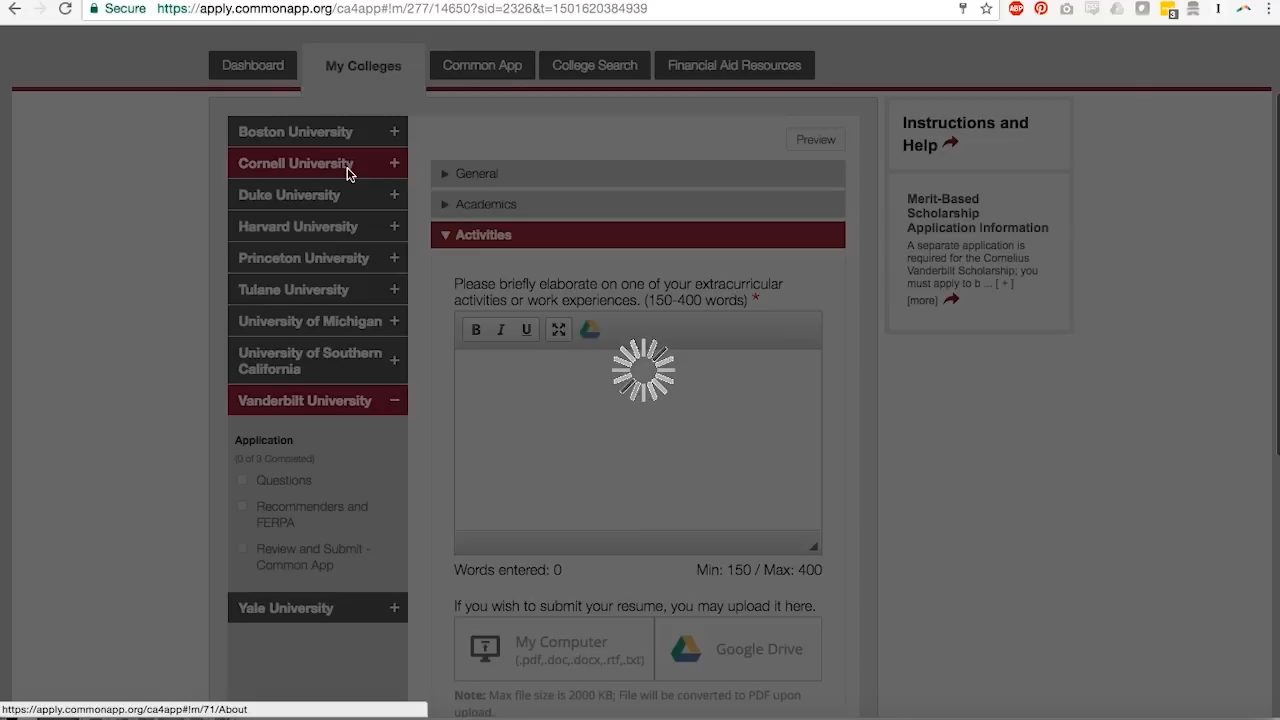 Secure https://apply.commonapp.org/ca4app#!m/277/14650?sid=2326&t=1501620384939
ABP
3
Dashboard
My Colleges
Common App
College Search
Financial Aid Resources
Boston University +
Cornell University +
Duke University +
Harvard University +
Princeton University +
Tulane University +
University of Michigan +
University of Southern
California +
Vanderbilt University −
Application
(0 of 3 Completed)
Questions
Recommenders and
FERPA
Review and Submit -
Common App
Yale University +
Preview
General
Academics
Activities
Please briefly elaborate on one of your extracurricular
activities or work experiences. (150-400 words) *
B I U
Words entered: 0
Min: 150 / Max: 400
If you wish to submit your resume, you may upload it here.
My Computer
(.pdf,.doc,.docx,.rtf,.txt)
Google Drive
Note: Max file size is 2000 KB; File will be converted to PDF upon
upload.
Instructions and
Help
Merit-Based
Scholarship
Application Information
A separate application is
required for the Cornelius
Vanderbilt Scholarship; you
must apply to b ... [ + ]
[more]
https://apply.commonapp.org/ca4app#!m/71/About